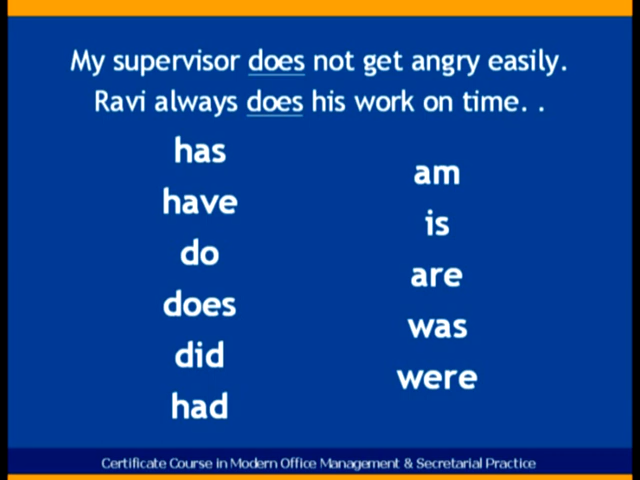 My supervisor does not get angry easily.
Ravi always does his work on time. .
has
have
do
does
did
had
am
is
are
was
were
Certificate Course in Modern Office Management & Secretarial Practice